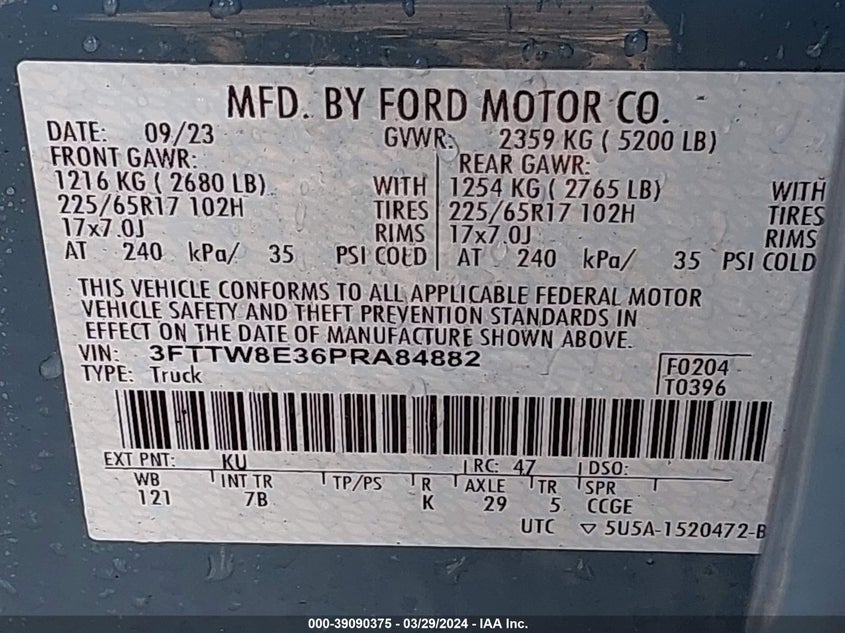 MFD. BY FORD MOTOR CO.
DATE: 09/23 GVWR: 2359 KG ( 5200 LB)
FRONT GAWR: REAR GAWR:
1216 KG ( 2680 LB) WITH 1254 KG ( 2765 LB) WITH
225/65R17 102H TIRES 225/65R17 102H TIRES
17x7.0J RIMS 17x7.0J RIMS
AT 240 kPa/ 35 PSI COLD AT 240 kPa/ 35 PSI COLD
THIS VEHICLE CONFORMS TO ALL APPLICABLE FEDERAL MOTOR
VEHICLE SAFETY AND THEFT PREVENTION STANDARDS IN
EFFECT ON THE DATE OF MANUFACTURE SHOWN ABOVE.
VIN: 3FTTW8E36PRA84882
TYPE: Truck
F0204
T0396
EXT PNT: KU RC: 47 DSO:
WB INT TR TP/PS R AXLE TR SPR
121 7B K 29 5 CCGE
UTC ▽ 5U5A-1520472-B
000-39090375 - 03/29/2024 - IAA Inc.